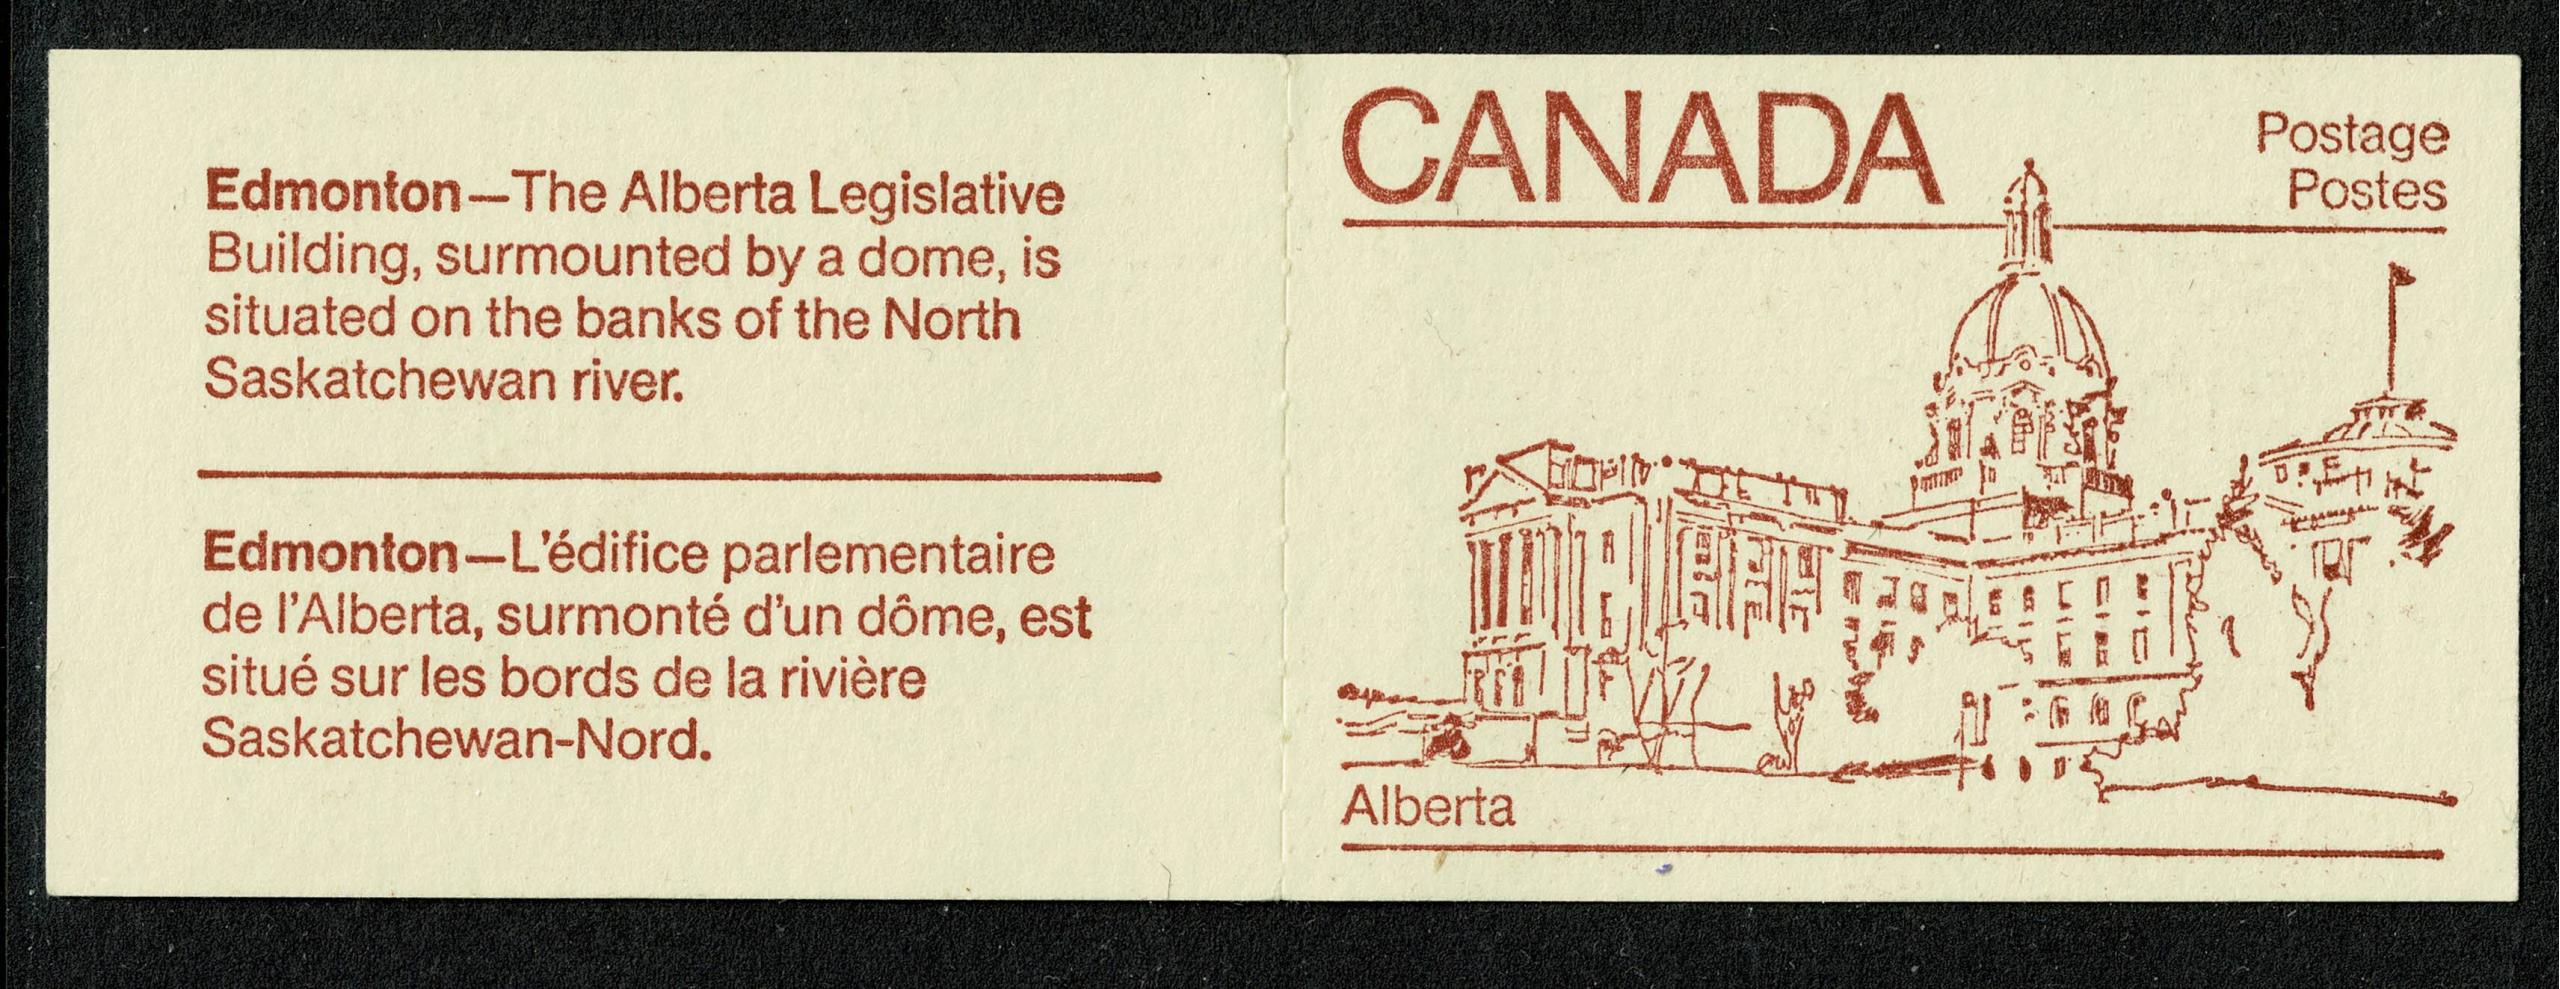 Edmonton—The Alberta Legislative
Building, surmounted by a dome, is
situated on the banks of the North
Saskatchewan river.
Edmonton—L'édifice parlementaire
de l'Alberta, surmonté d'un dôme, est
situé sur les bords de la rivière
Saskatchewan-Nord.
CANADA
Postage
Postes
Alberta